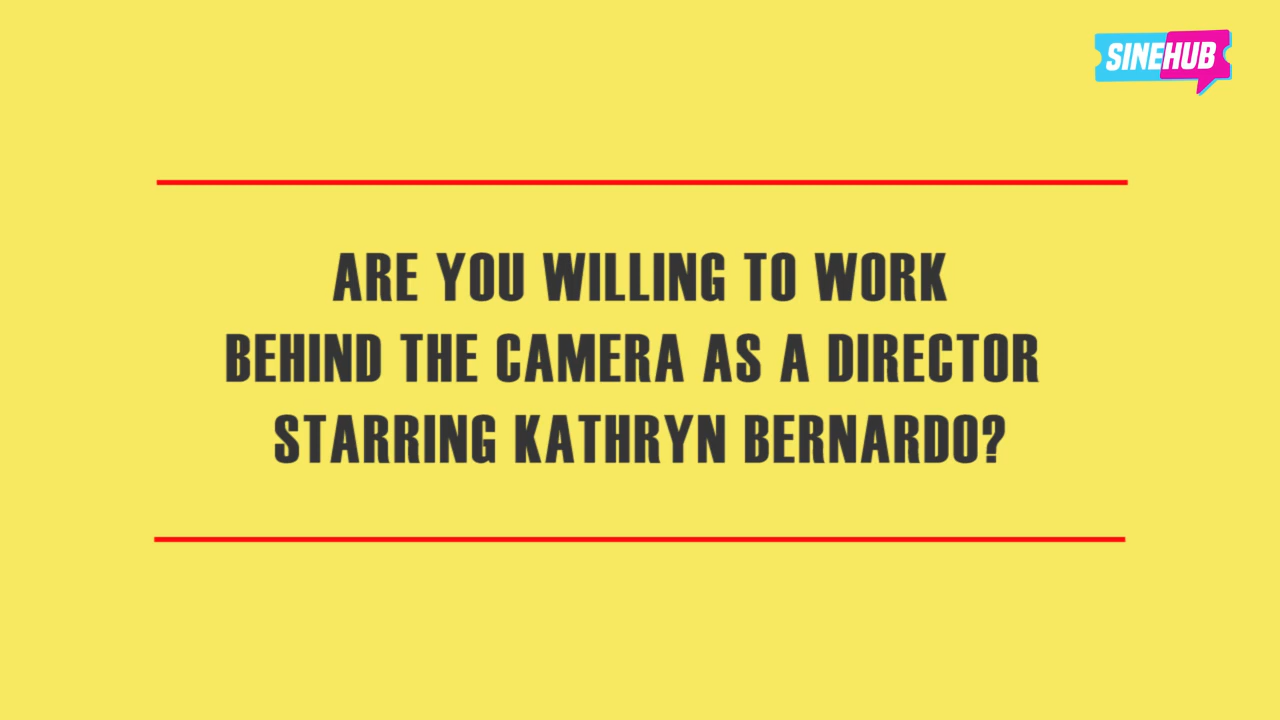 SINEHUB
ARE YOU WILLING TO WORK
BEHIND THE CAMERA AS A DIRECTOR
STARRING KATHRYN BERNARDO?